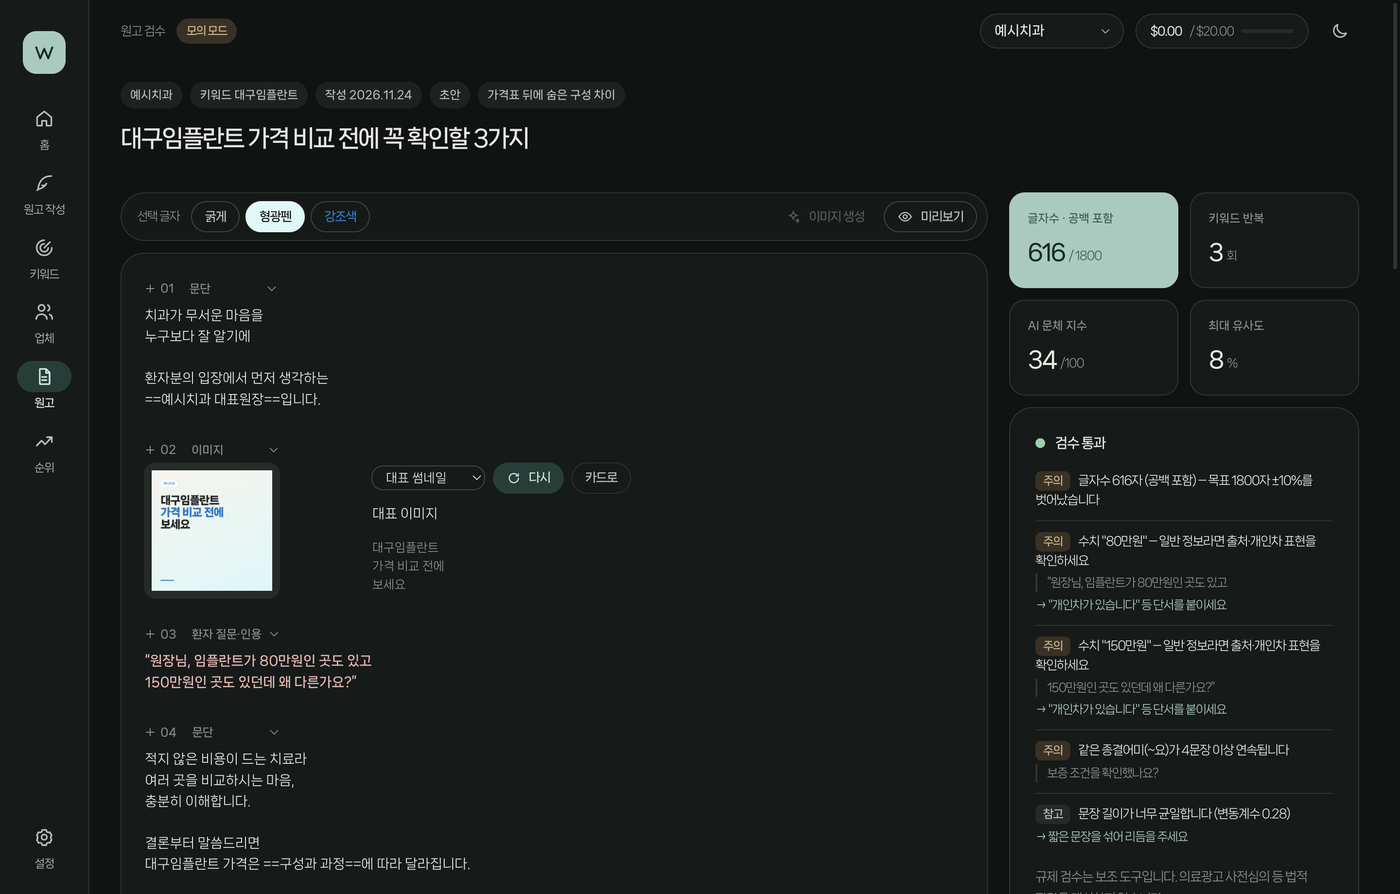 W
홈
원고 작성
키워드
업체
원고
순위
설정
원고 검수
모의 모드
예시치과
$0.00 / $20.00
예시치과
키워드 대구임플란트
작성 2026.11.24
초안
가격표 뒤에 숨은 구성 차이
대구임플란트 가격 비교 전에 꼭 확인할 3가지
선택 글자
굵게
형광펜
강조색
이미지 생성
미리보기
+ 01 문단
치과가 무서운 마음을
누구보다 잘 알기에
환자분의 입장에서 먼저 생각하는
==예시치과 대표원장==입니다.
+ 02 이미지
대구임플란트
가격 비교 전에
보세요
대표 썸네일
다시
카드로
대표 이미지
대구임플란트
가격 비교 전에
보세요
+ 03 환자 질문·인용
“원장님, 임플란트가 80만원인 곳도 있고
150만원인 곳도 있던데 왜 다른가요?”
+ 04 문단
적지 않은 비용이 드는 치료라
여러 곳을 비교하시는 마음,
충분히 이해합니다.
결론부터 말씀드리면
대구임플란트 가격은 ==구성과 과정==에 따라 달라집니다.
글자수 · 공백 포함
616 / 1800
키워드 반복
3 회
AI 문체 지수
34 /100
최대 유사도
8 %
검수 통과
주의 글자수 616자 (공백 포함) — 목표 1800자 ±10%를
벗어났습니다
주의 수치 "80만원" — 일반 정보라면 출처·개인차 표현을
확인하세요
“원장님, 임플란트가 80만원인 곳도 있고
→ "개인차가 있습니다" 등 단서를 붙이세요
주의 수치 "150만원" — 일반 정보라면 출처·개인차 표현을
확인하세요
150만원인 곳도 있던데 왜 다른가요?”
→ "개인차가 있습니다" 등 단서를 붙이세요
주의 같은 종결어미(~요)가 4문장 이상 연속됩니다
보증 조건을 확인했나요?
참고 문장 길이가 너무 균일합니다 (변동계수 0.28)
→ 짧은 문장을 섞어 리듬을 주세요
규제 검수는 보조 도구입니다. 의료광고 사전심의 등 법적